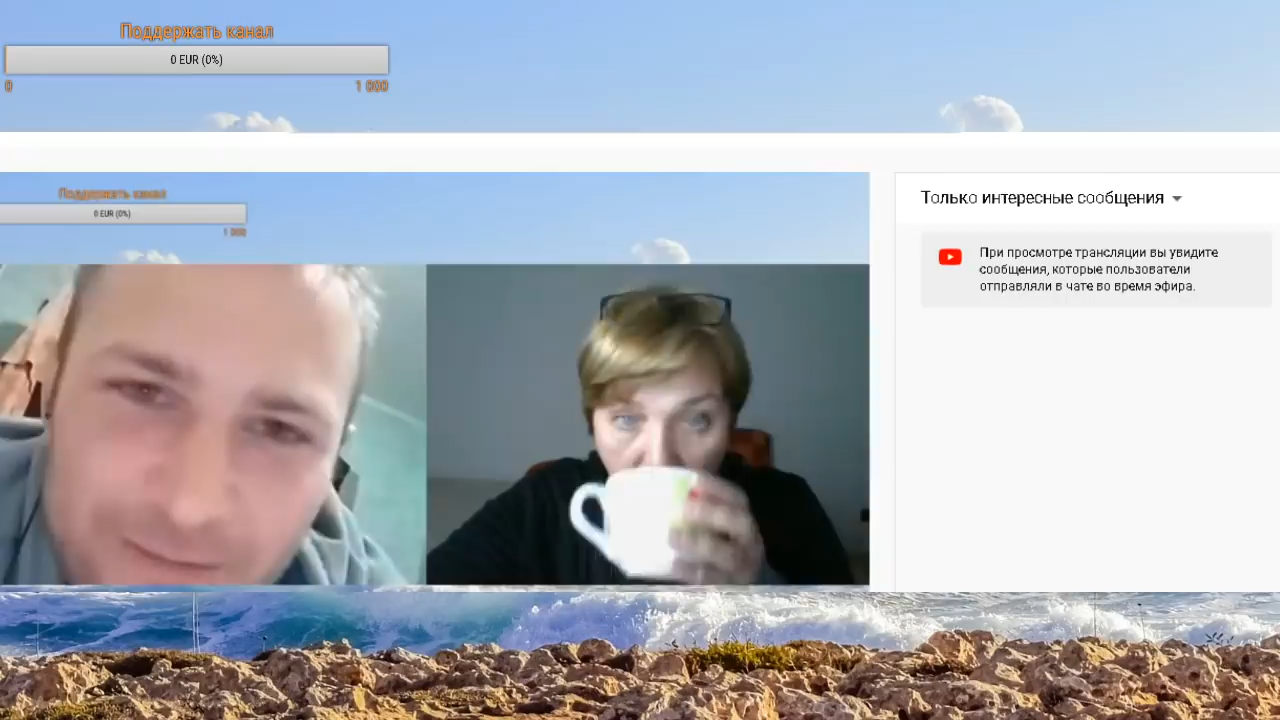 Поддержать канал
0 EUR (0%)
0
1 000
Поддержать канал
0 EUR (0%)
1 000
Только интересные сообщения
При просмотре трансляции вы увидите
сообщения, которые пользователи
отправляли в чате во время эфира.